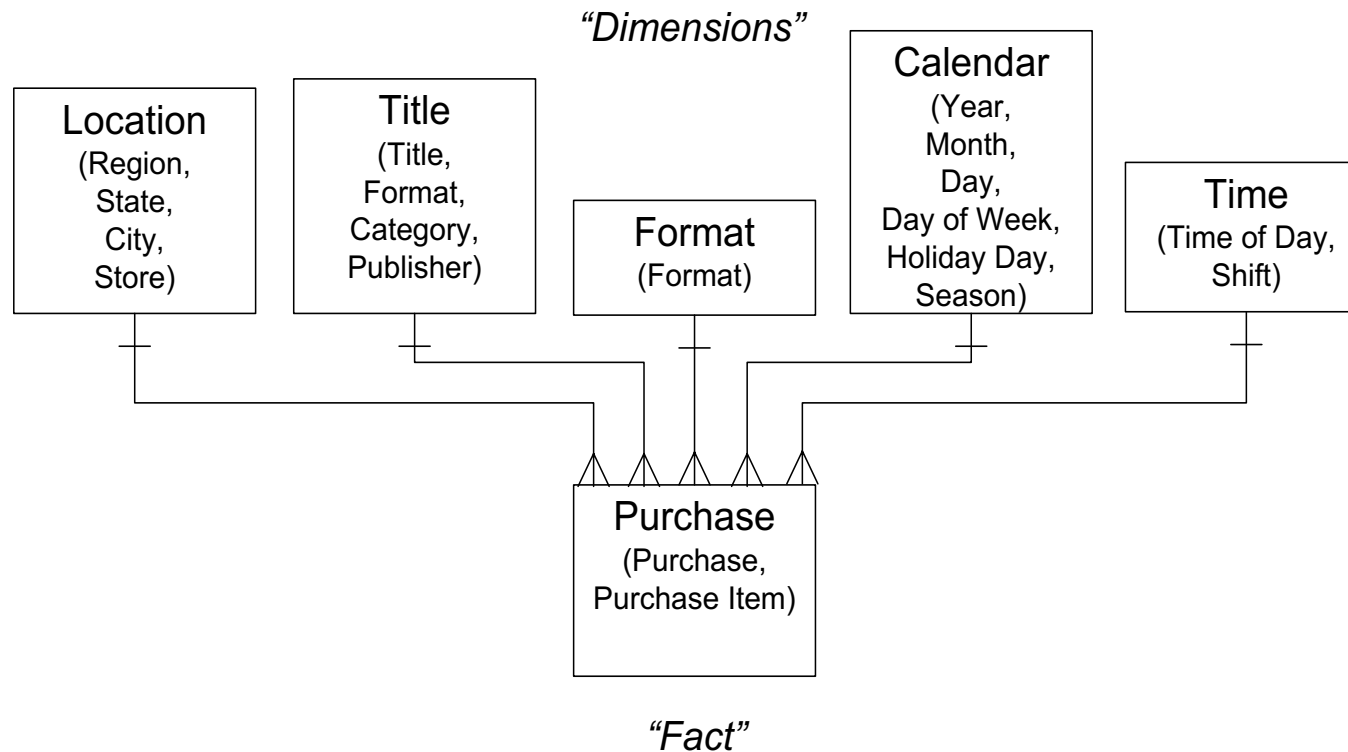 “Dimensions”
Location
(Region,
State,
City,
Store)
Title
(Title,
Format,
Category,
Publisher)
Format
(Format)
Calendar
(Year,
Month,
Day,
Day of Week,
Holiday Day,
Season)
Time
(Time of Day,
Shift)
Purchase
(Purchase,
Purchase Item)
“Fact”